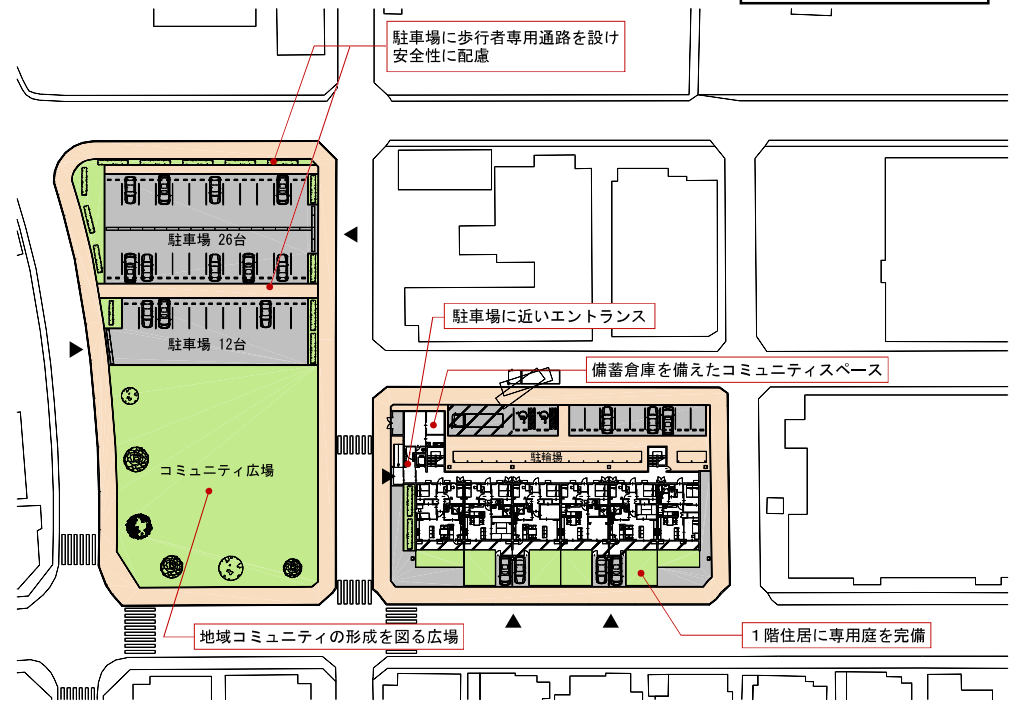 駐車場に歩行者専用通路を設け
安全性に配慮
駐車場 26台
駐車場に近いエントランス
駐車場 12台
備蓄倉庫を備えたコミュニティスペース
駐輪場
コミュニティ広場
地域コミュニティの形成を図る広場
１階住居に専用庭を完備